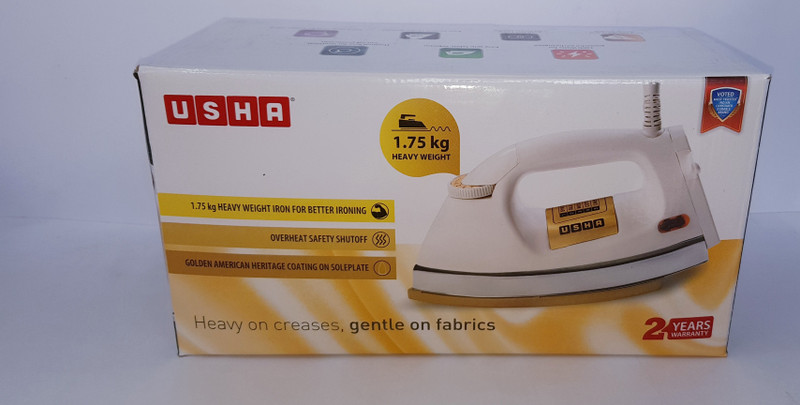 USHA
VOTED
1.75 kg
HEAVY WEIGHT
1.75 kg HEAVY WEIGHT IRON FOR BETTER IRONING
OVERHEAT SAFETY SHUTOFF
GOLDEN AMERICAN HERITAGE COATING ON SOLEPLATE
USHA
Heavy on creases, gentle on fabrics
2 YEARS
WARRANTY